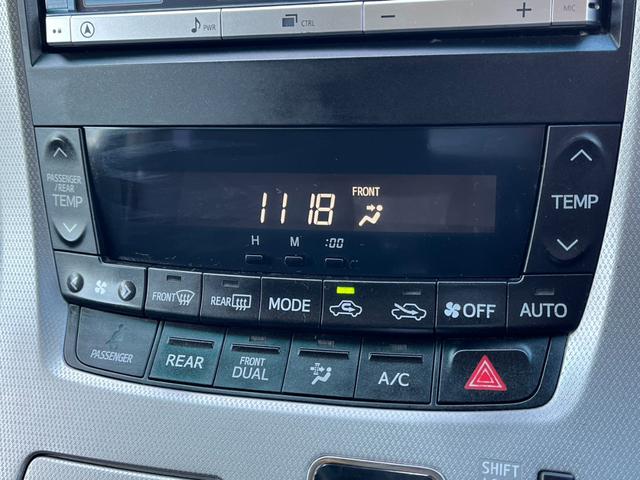 PWR
CTRL
− +
MIC
PASSENGER
/REAR
TEMP
FRONT
1118
H M :00
TEMP
FRONT REAR MODE OFF AUTO
PASSENGER
REAR
FRONT
DUAL
A/C
SHIFT